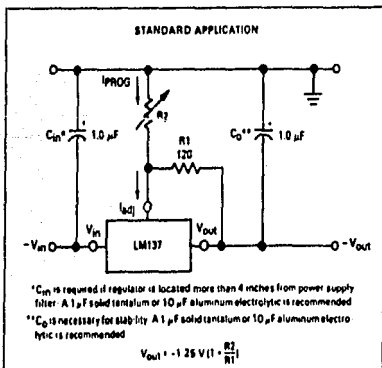 STANDARD APPLICATION
IPROG
R2
Cin*
1.0 µF
R1
120
Co**
1.0 µF
Iadj
Vin
Vout
-Vin
LM137
-Vout
*Cin is required if regulator is located more than 4 inches from power supply
filter. A 1 µF solid tantalum or 10 µF aluminum electrolytic is recommended
**Co is necessary for stability. A 1 µF solid tantalum or 10 µF aluminum electro-
lytic is recommended
Vout = -1.25 V (1 + R2/R1)